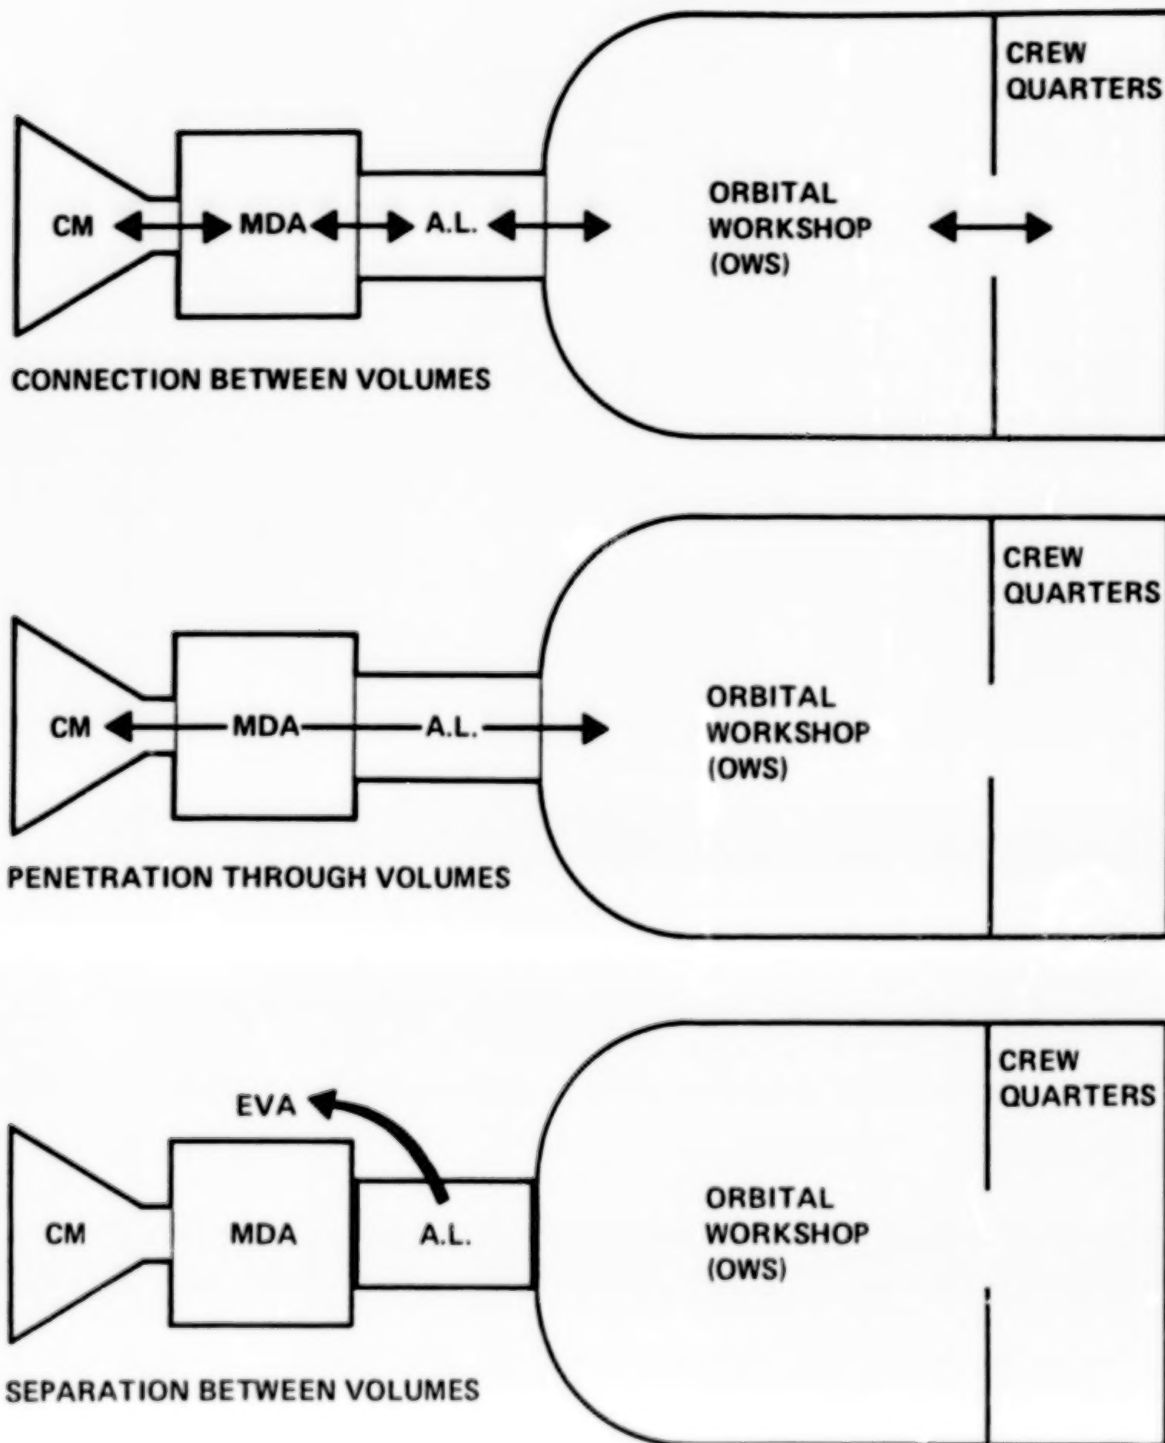 CREW
QUARTERS
CM
MDA
A.L.
ORBITAL
WORKSHOP
(OWS)
CONNECTION BETWEEN VOLUMES
CREW
QUARTERS
CM
MDA
A.L.
ORBITAL
WORKSHOP
(OWS)
PENETRATION THROUGH VOLUMES
CREW
QUARTERS
EVA
CM
MDA
A.L.
ORBITAL
WORKSHOP
(OWS)
SEPARATION BETWEEN VOLUMES